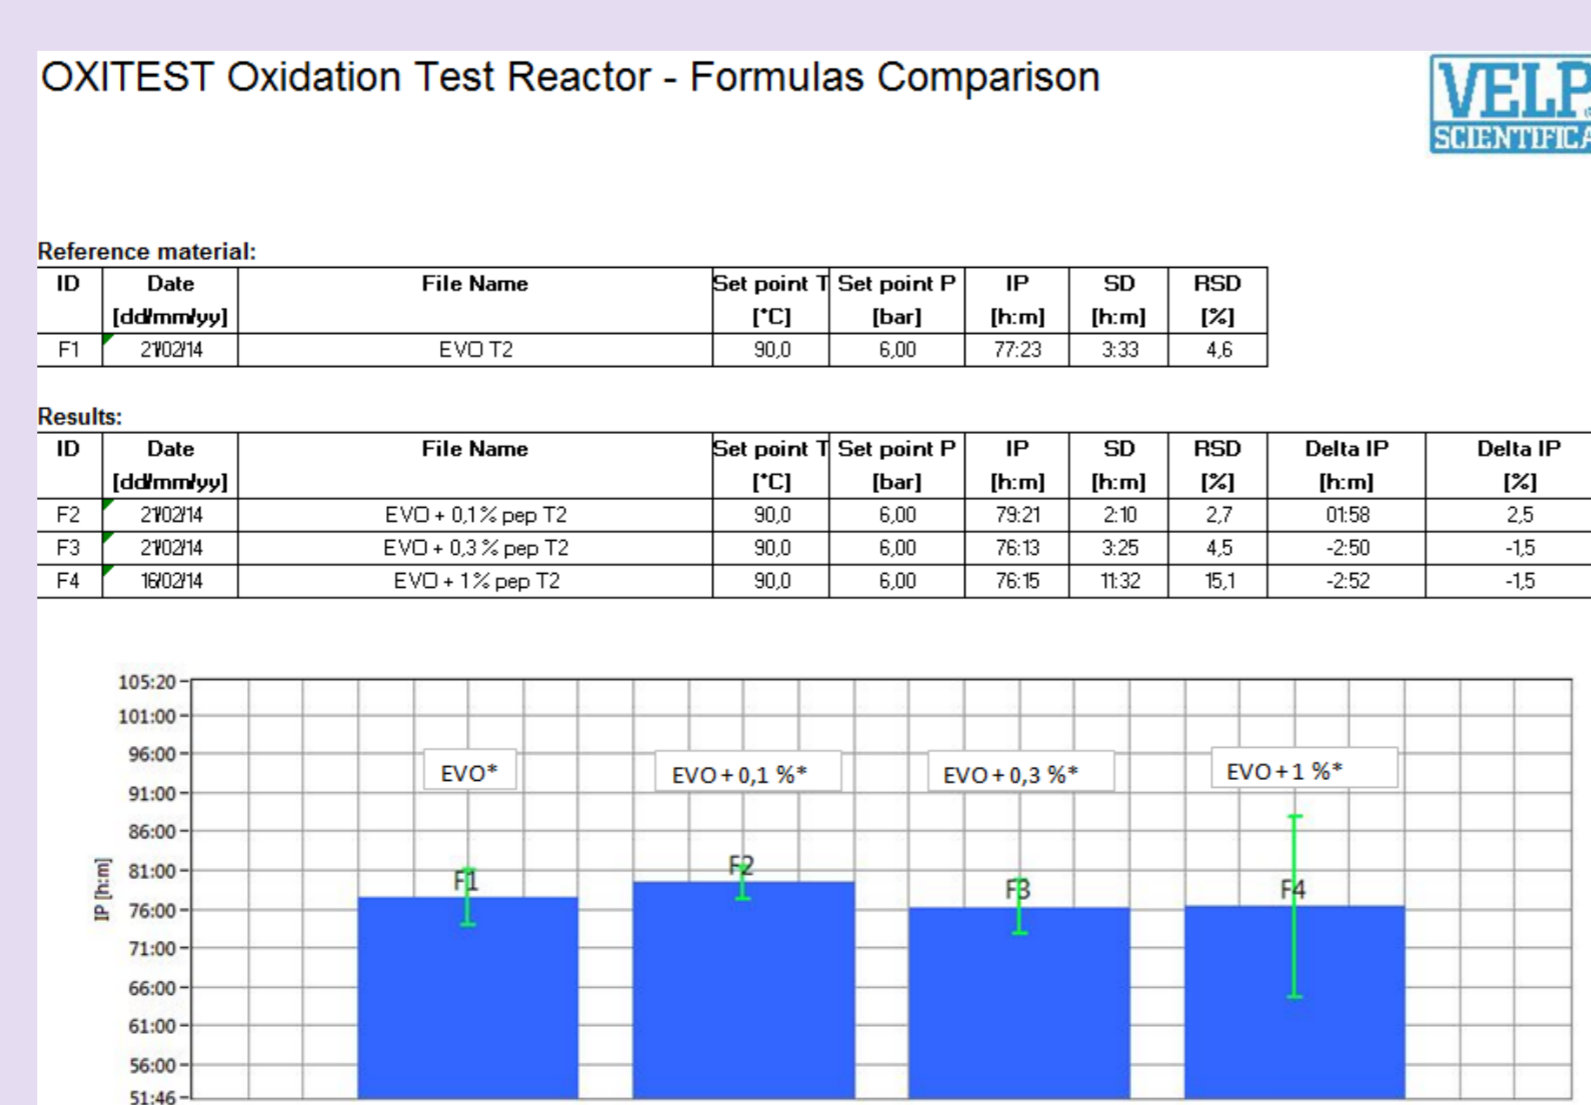 OXITEST Oxidation Test Reactor - Formulas Comparison
VELP
SCIENTIFICA
Reference material:
ID Date File Name Set point T Set point P IP SD RSD
[dd/mm/yy] [°C] [bar] [h:m] [h:m] [%]
F1 21/02/14 EVO T2 90,0 6,00 77:23 3:33 4,6
Results:
ID Date File Name Set point T Set point P IP SD RSD Delta IP Delta IP
[dd/mm/yy] [°C] [bar] [h:m] [h:m] [%] [h:m] [%]
F2 21/02/14 EVO + 0,1 % pep T2 90,0 6,00 79:21 2:10 2,7 01:58 2,5
F3 21/02/14 EVO + 0,3 % pep T2 90,0 6,00 76:13 3:25 4,5 -2:50 -1,5
F4 16/02/14 EVO + 1 % pep T2 90,0 6,00 76:15 11:32 15,1 -2:52 -1,5
105:20
101:00
96:00
EVO* EVO + 0,1 %* EVO + 0,3 %* EVO + 1 %*
91:00
86:00
81:00
F1 F2 F3 F4
IP [h:m]
76:00
71:00
66:00
61:00
56:00
51:46